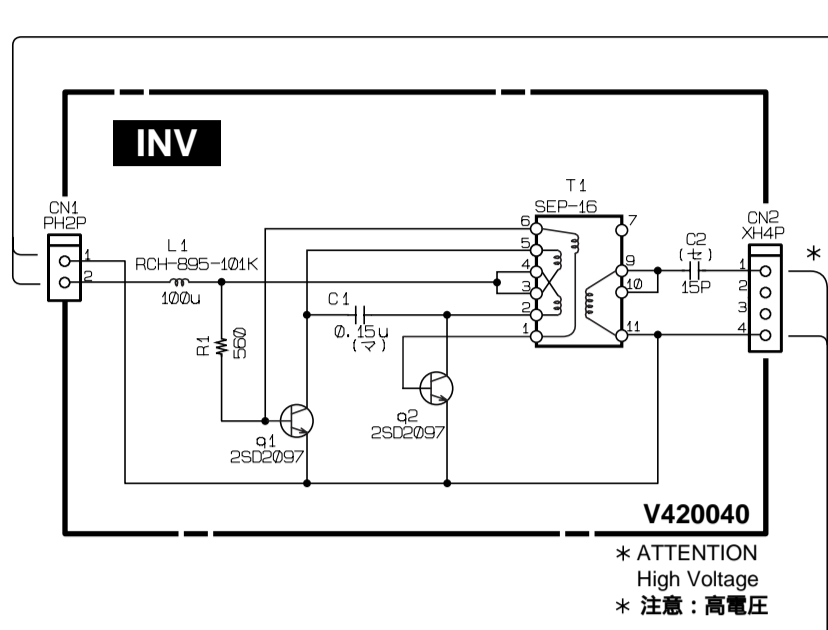 INV
T1
SEP-16
CN1
PH2P
1
2
L1
RCH-895-101K
100u
R1
560
C1
0.15u
(マ)
q1
2SD2097
q2
2SD2097
6
5
4
3
2
1
7
9
10
11
C2
(セ)
15P
CN2
XH4P
1
2
3
4
*
V420040
* ATTENTION
High Voltage
* 注意：高電圧